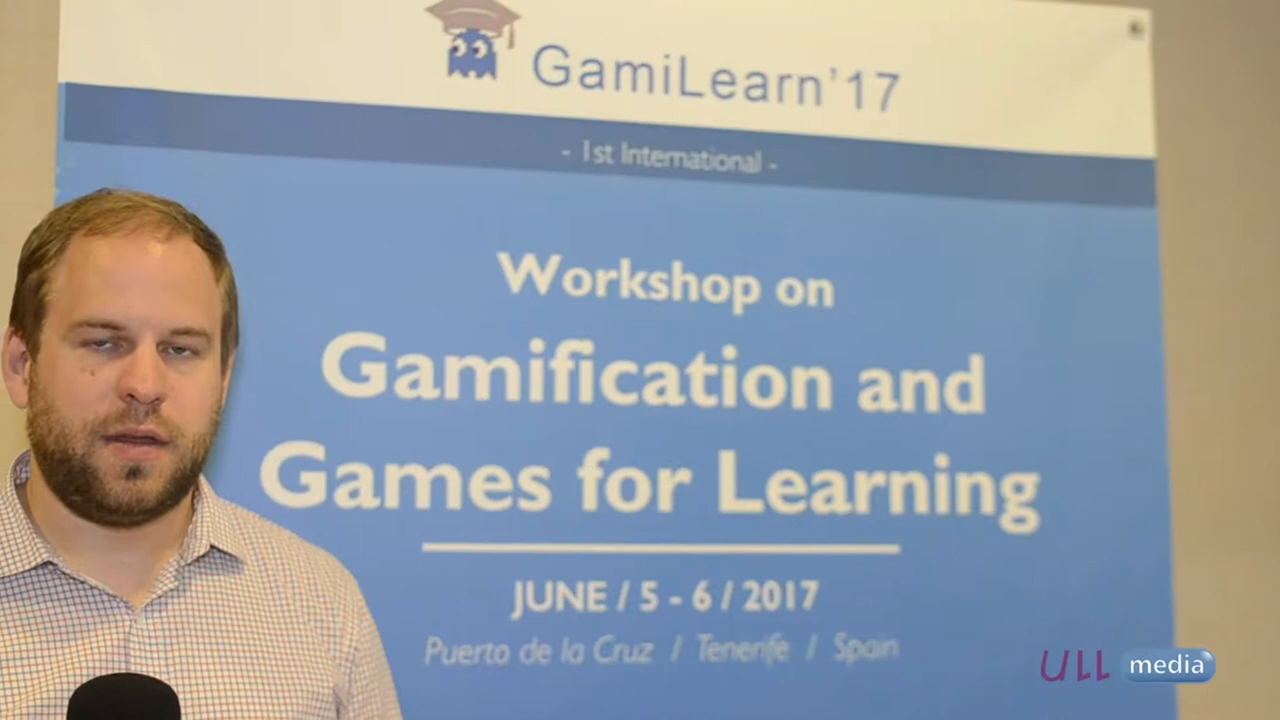 GamiLearn'17
- 1st International -
Workshop on
Gamification and
Games for Learning
JUNE / 5 - 6 / 2017
Puerto de la Cruz / Tenerife / Spain
ULL media